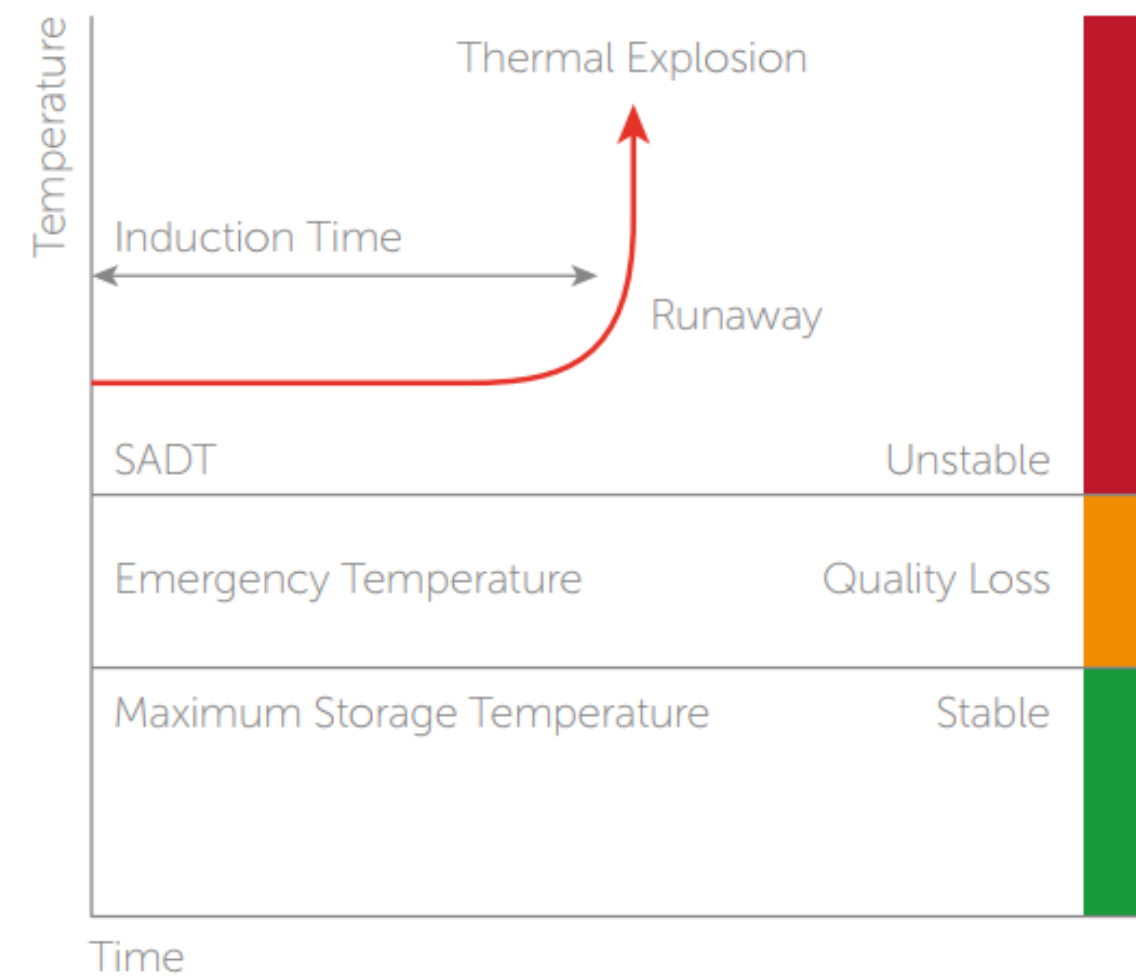 Temperature
Thermal Explosion
Induction Time
Runaway
SADT
Unstable
Emergency Temperature
Quality Loss
Maximum Storage Temperature
Stable
Time